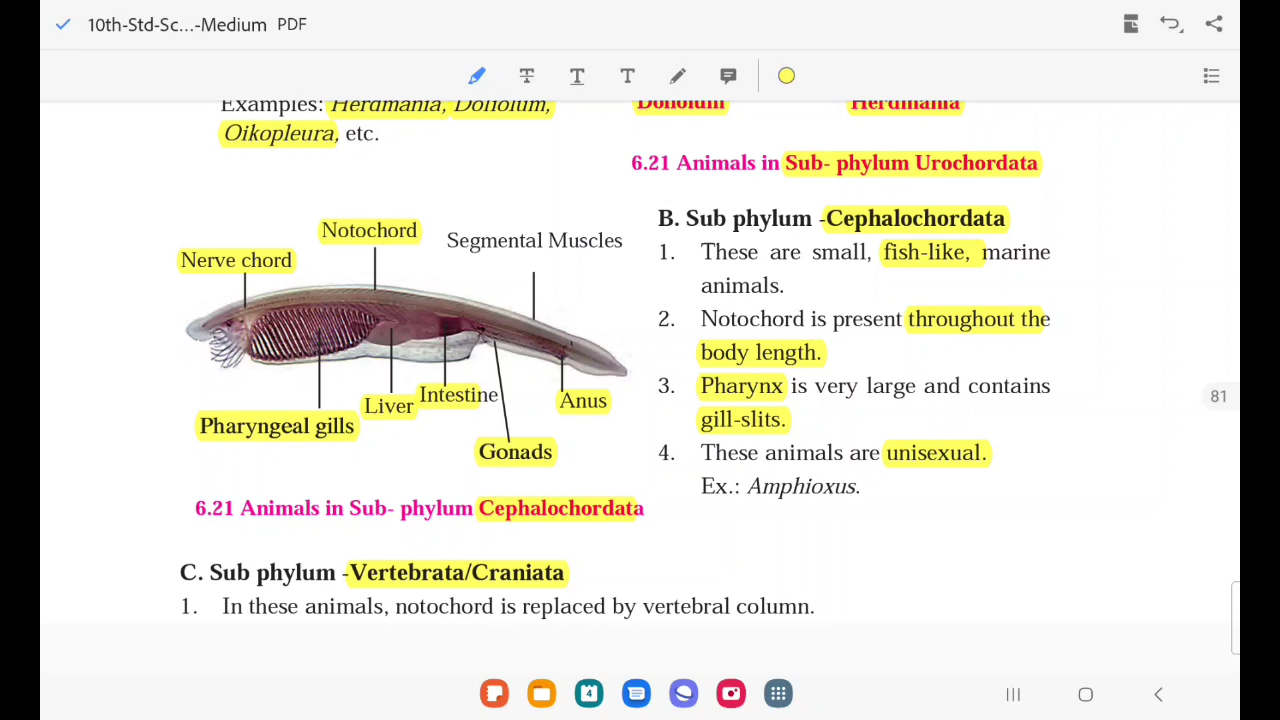 10th-Std-Sc...-Medium PDF
Examples: Herdmania, Doliolum,
Oikopleura, etc.
Doliolum Herdmania
6.21 Animals in Sub- phylum Urochordata
Notochord
Segmental Muscles
Nerve chord
Pharyngeal gills
Liver
Intestine
Anus
Gonads
6.21 Animals in Sub- phylum Cephalochordata
B. Sub phylum -Cephalochordata
1. These are small, fish-like, marine
animals.
2. Notochord is present throughout the
body length.
3. Pharynx is very large and contains
gill-slits.
4. These animals are unisexual.
Ex.: Amphioxus.
81
C. Sub phylum -Vertebrata/Craniata
1. In these animals, notochord is replaced by vertebral column.
4